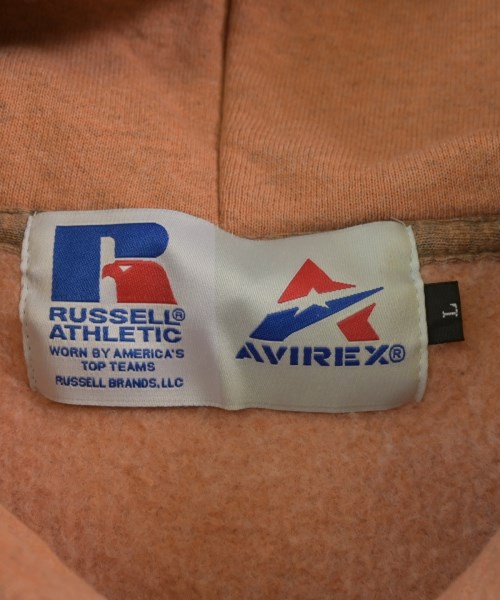 RUSSELL®
ATHLETIC
WORN BY AMERICA'S
TOP TEAMS
RUSSELL BRANDS, LLC
AVIREX®
L